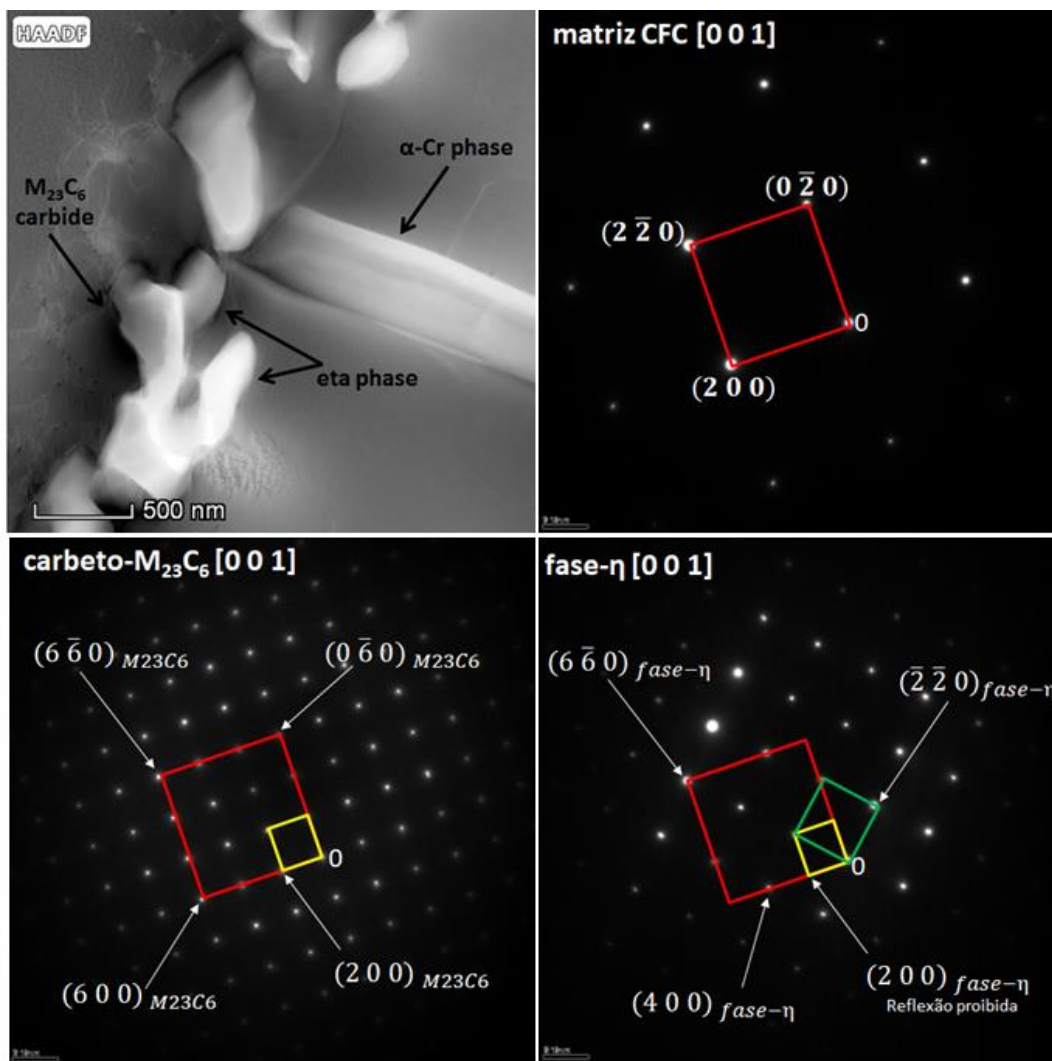 HAADF
α-Cr phase
M₂₃C₆
carbide
eta phase
500 nm
matriz CFC [0 0 1]
(0 2̅ 0)
(2 2̅ 0)
0
(2 0 0)
carbeto-M₂₃C₆ [0 0 1]
(6 6̅ 0) M23C6
(0 6̅ 0) M23C6
0
(6 0 0) M23C6
(2 0 0) M23C6
fase-η [0 0 1]
(6 6̅ 0) fase−η
(2̅ 2̅ 0) fase−η
0
(4 0 0) fase−η
(2 0 0) fase−η
Reflexão proibida